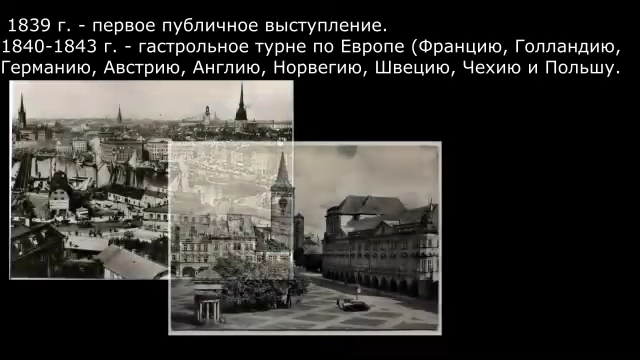 1839 г. - первое публичное выступление.
1840-1843 г. - гастрольное турне по Европе (Францию, Голландию,
Германию, Австрию, Англию, Норвегию, Швецию, Чехию и Польшу.